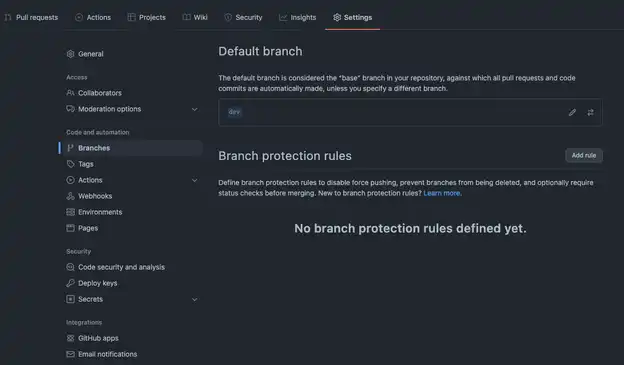 Pull requests
Actions
Projects
Wiki
Security
Insights
Settings
General
Access
Collaborators
Moderation options
Code and automation
Branches
Tags
Actions
Webhooks
Environments
Pages
Security
Code security and analysis
Deploy keys
Secrets
Integrations
GitHub apps
Email notifications
Default branch
The default branch is considered the “base” branch in your repository, against which all pull requests and code
commits are automatically made, unless you specify a different branch.
dev
Branch protection rules
Add rule
Define branch protection rules to disable force pushing, prevent branches from being deleted, and optionally require
status checks before merging. New to branch protection rules? Learn more.
No branch protection rules defined yet.